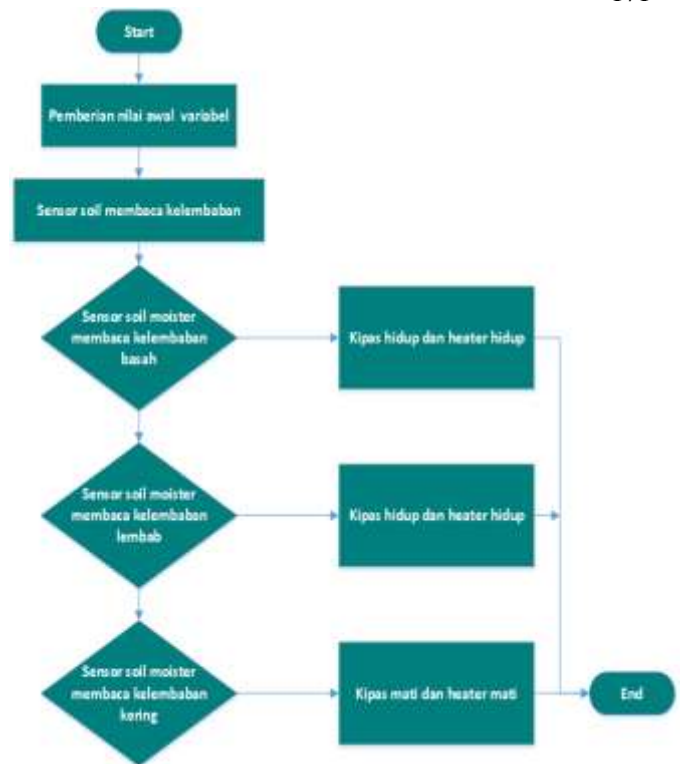 Start
Pemberian nilai awal variabel
Sensor soil membaca kelembaban
Sensor soil moister
membaca kelembaban
basah
Kipas hidup dan heater hidup
Sensor soil moister
membaca kelembaban
lembab
Kipas hidup dan heater hidup
Sensor soil moister
membaca kelembaban
kering
Kipas mati dan heater mati
End